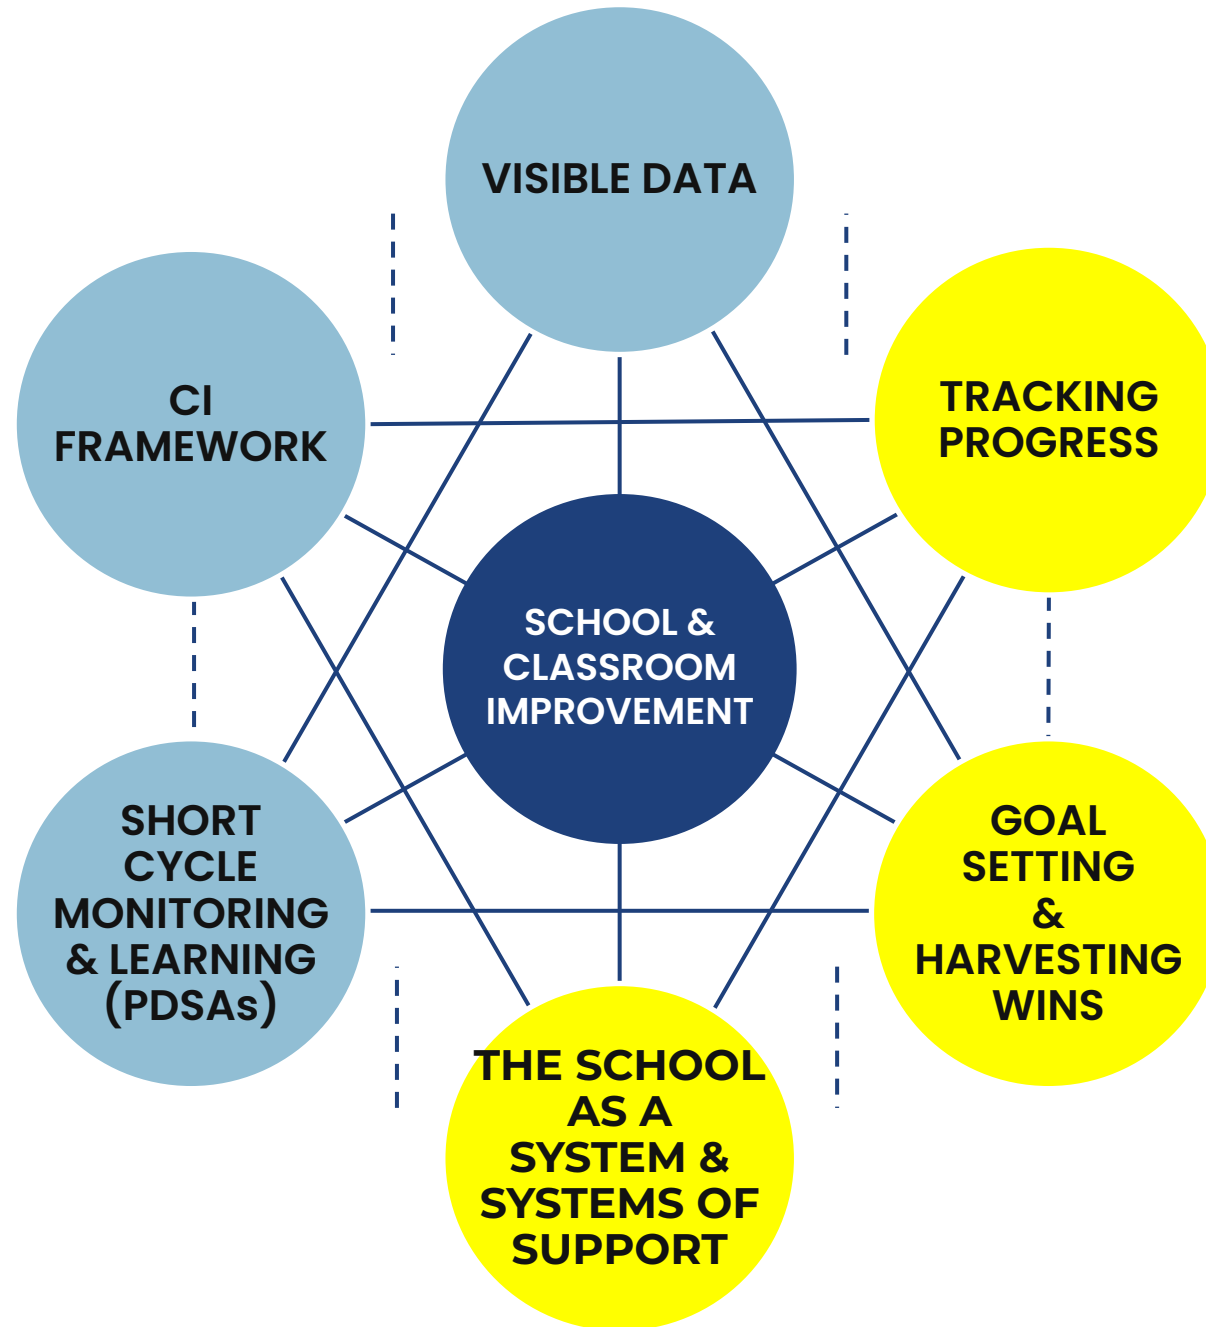 VISIBLE DATA
CI
FRAMEWORK
TRACKING
PROGRESS
SCHOOL &
CLASSROOM
IMPROVEMENT
SHORT
CYCLE
MONITORING
& LEARNING
(PDSAs)
GOAL
SETTING
&
HARVESTING
WINS
THE SCHOOL
AS A
SYSTEM &
SYSTEMS OF
SUPPORT